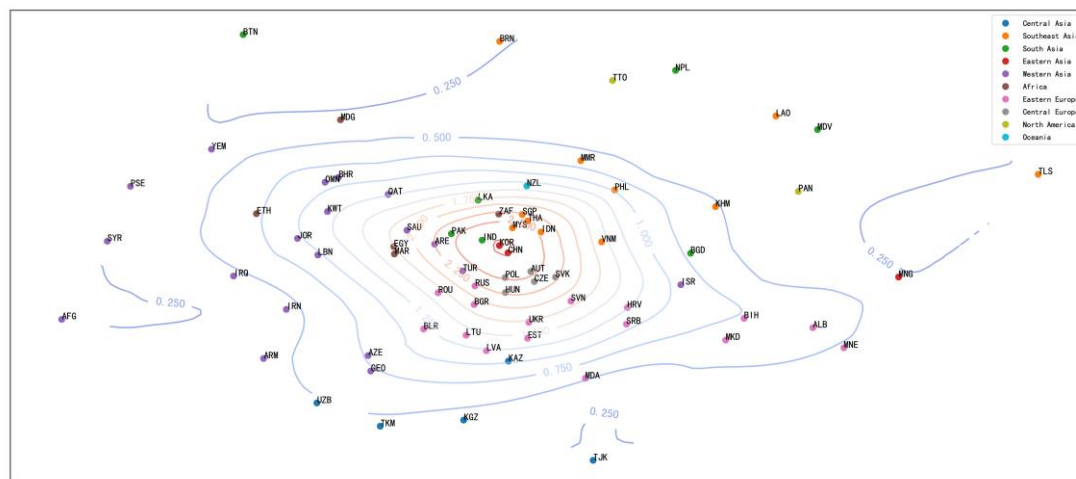 BTN
BRN
Central Asia
Southeast Asia
South Asia
Eastern Asia
Western Asia
Africa
Eastern Europe
Central Europe
North America
Oceania
NPL
TTO
0.250
MDG
LAO
MDV
0.500
YEM
MMR
TLS
PSE
BHR
OMN
QAT
NZL
PHL
PAN
LKA
KHM
ETH
KWT
ZAF
SGP
THA
MYS
IDN
1.000
SAU
PAK
IND
KOR
CHN
VNM
SYR
JOR
EGY
MAR
ARE
LBN
BGD
0.250
MNG
IRQ
TUR
AUT
POL
CZE
SVK
ISR
RUS
HUN
ROU
BGR
SVN
HRV
0.250
IRN
AFG
BLR
LTU
UKR
EST
SRB
BIH
ALB
MKD
MNE
LVA
ARM
AZE
GEO
KAZ
0.750
MDA
UZB
TKM
KGZ
0.250
TJK